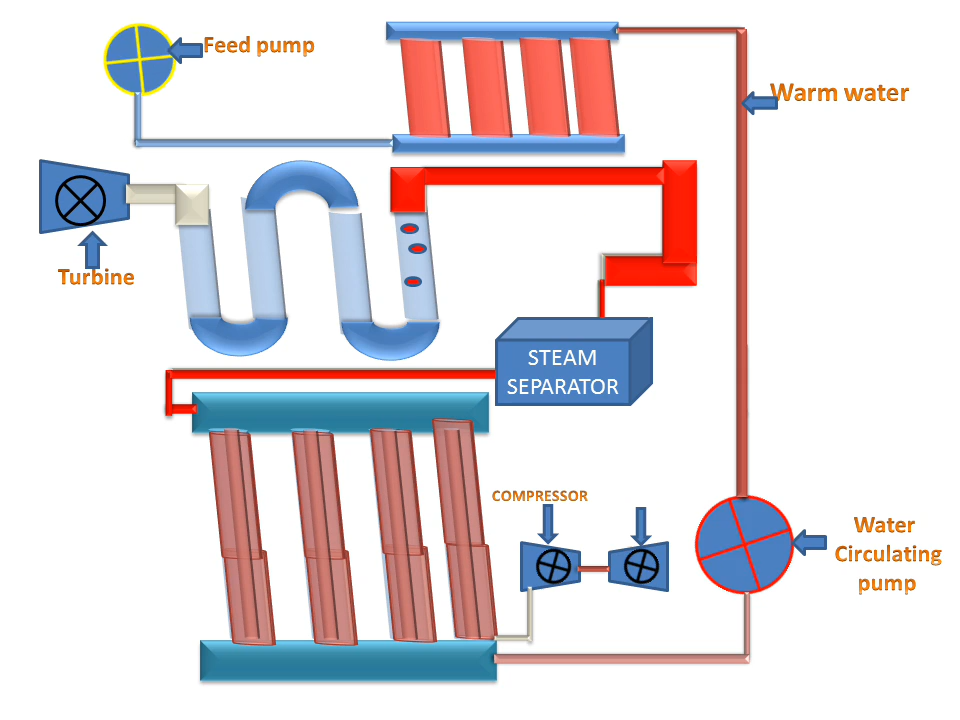 Feed pump
Warm water
Turbine
STEAM
SEPARATOR
COMPRESSOR
Water
Circulating
pump